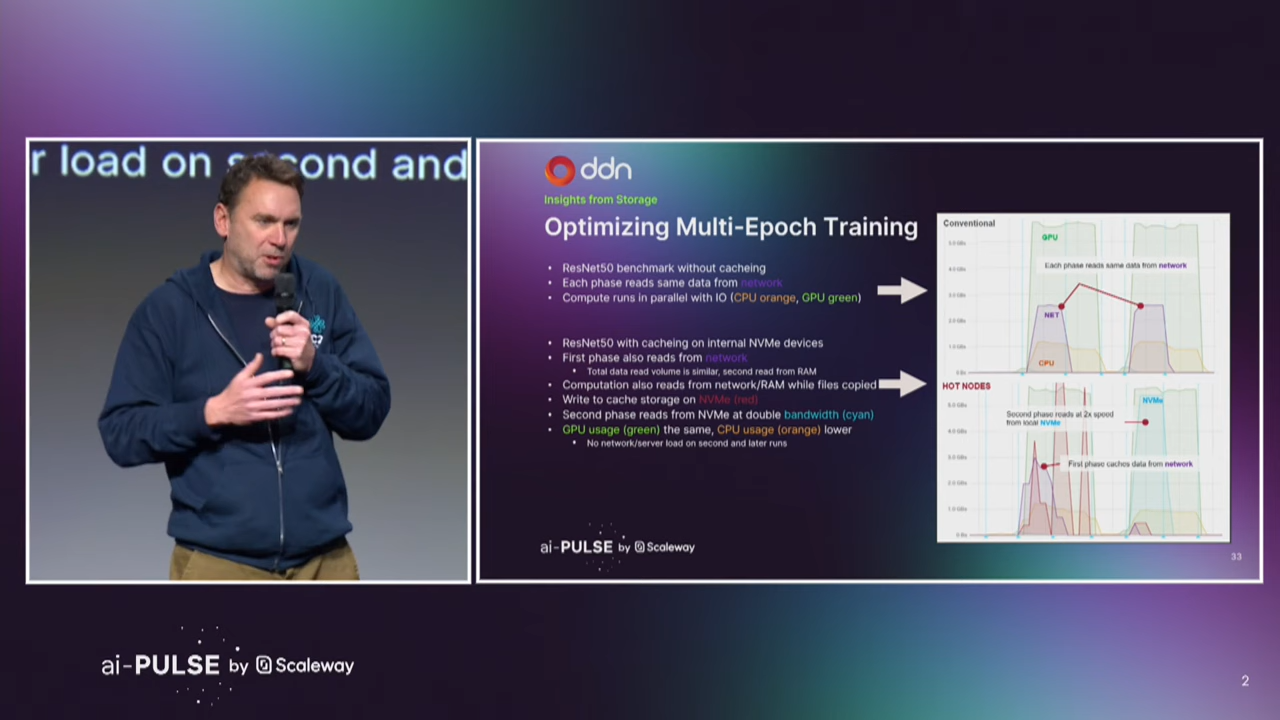 r load on second and
ddn
Insights from Storage
Optimizing Multi-Epoch Training
• ResNet50 benchmark without cacheing
• Each phase reads same data from network
• Compute runs in parallel with IO (CPU orange, GPU green)
• ResNet50 with cacheing on internal NVMe devices
• First phase also reads from network
• Total data read volume is similar, second read from RAM
• Computation also reads from network/RAM while files copied
• Write to cache storage on NVMe (red)
• Second phase reads from NVMe at double bandwidth (cyan)
• GPU usage (green) the same, CPU usage (orange) lower
• No network/server load on second and later runs
Conventional
GPU
Each phase reads same data from network
NET
CPU
HOT NODES
NVMe
Second phase reads at 2x speed
from local NVMe
First phase caches data from network
ai-PULSE by Scaleway
33
ai-PULSE by Scaleway
2